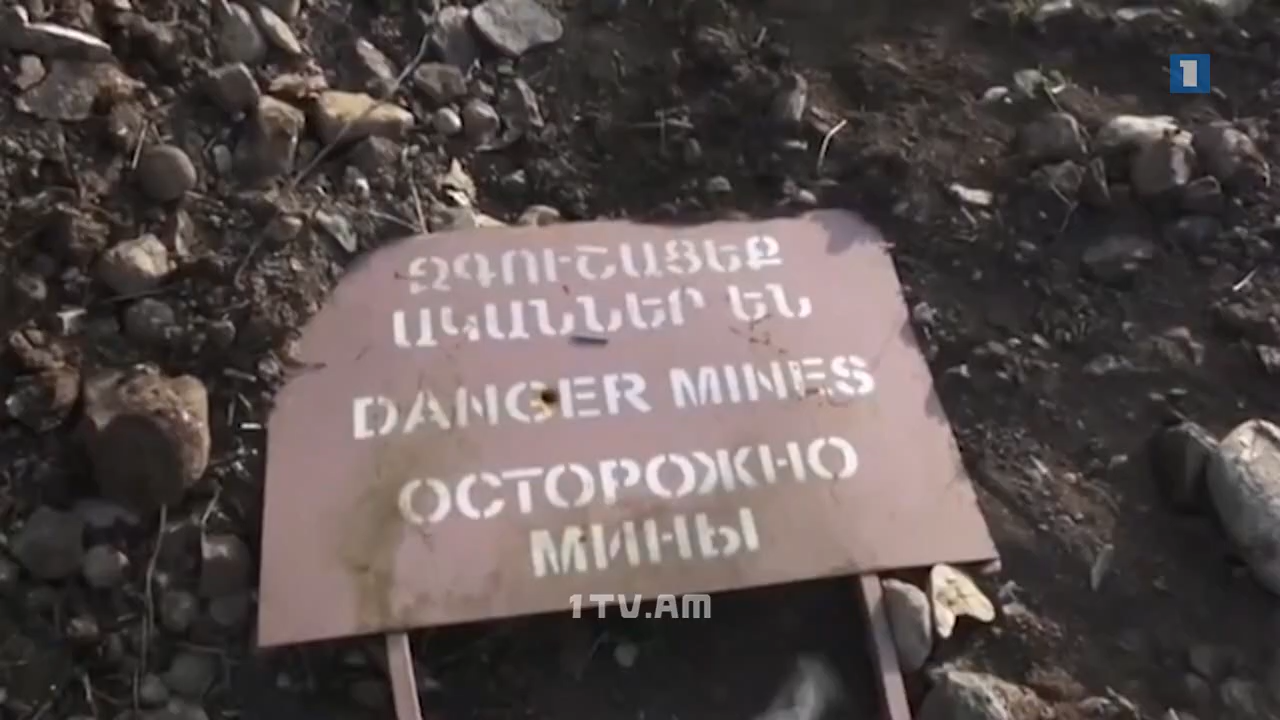 1
ԶԳՈՒՇԱՑԵՔ
ԱԿԱՆՆԵՐ ԵՆ
DANGER MINES
ОСТОРОЖНО
МИНЫ
1TV.AM